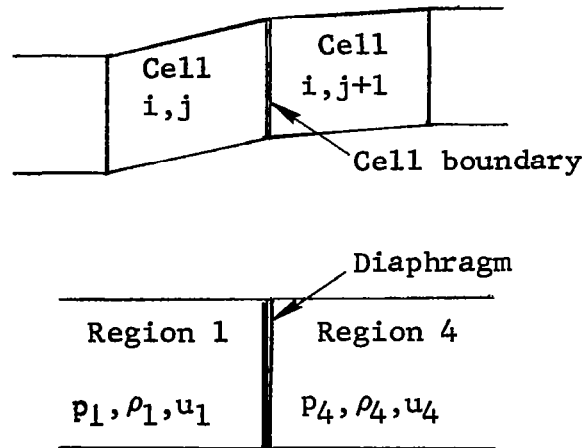 Cell
i,j
Cell
i,j+1
Cell boundary
Diaphragm
Region 1
Region 4
p₁,ρ₁,u₁
p₄,ρ₄,u₄